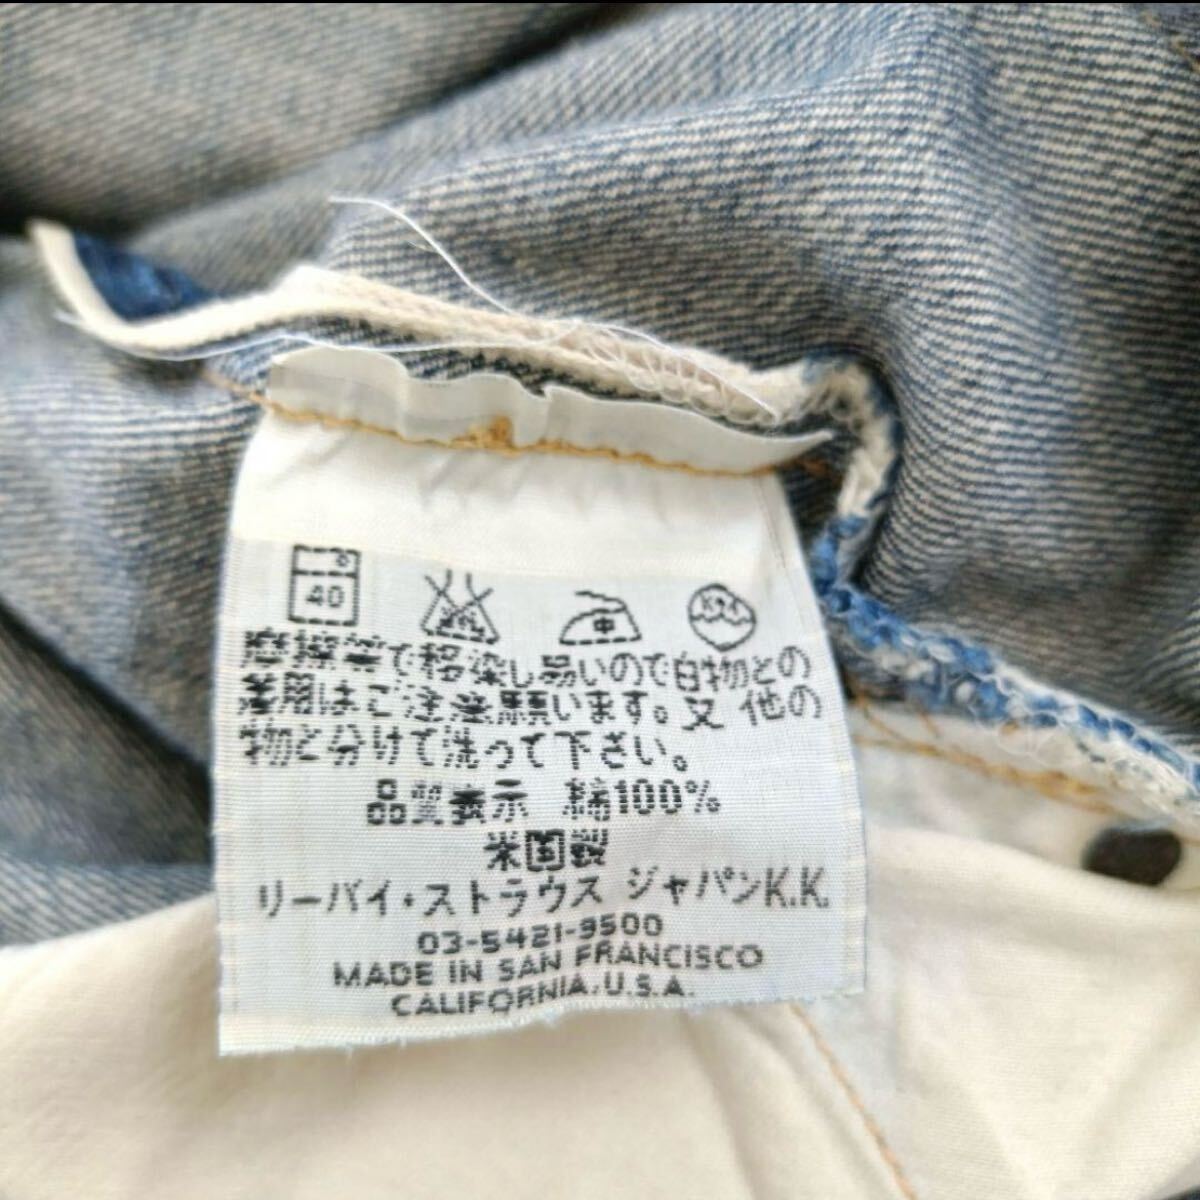 40
中
摩擦等で移染し易いので白物との
着用はご注意願います。又 他の
物と分けて洗って下さい。
品質表示 綿100%
米国製
リーバイ・ストラウス ジャパンK.K.
03-5421-9500
MADE IN SAN FRANCISCO
CALIFORNIA, U.S.A.